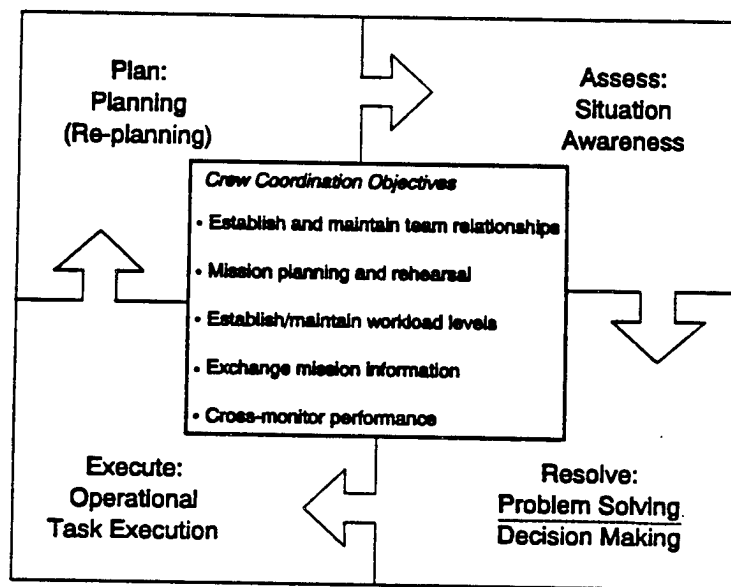 Plan:
Planning
(Re-planning)
Assess:
Situation
Awareness
Crew Coordination Objectives
• Establish and maintain team relationships
• Mission planning and rehearsal
• Establish/maintain workload levels
• Exchange mission information
• Cross-monitor performance
Execute:
Operational
Task Execution
Resolve:
Problem Solving
Decision Making